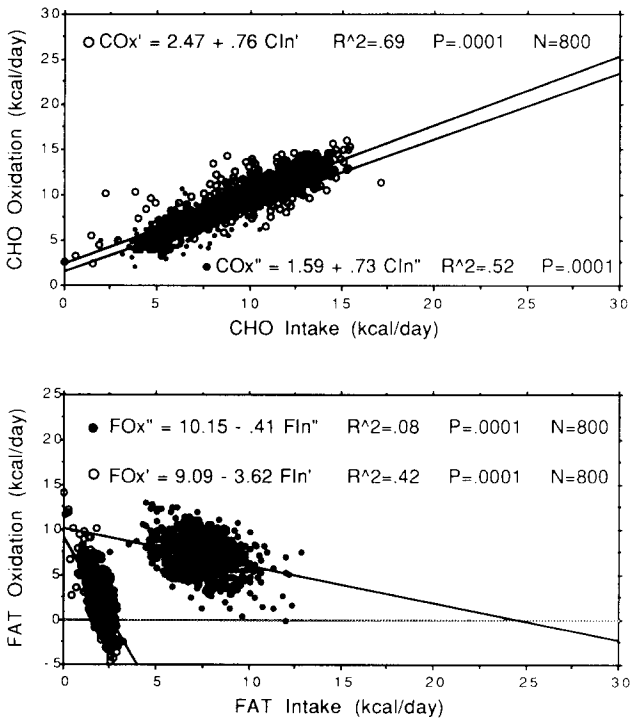 COx' = 2.47 + .76 CIn' R^2=.69 P=.0001 N=800
30
25
20
15
10
5
0
CHO Oxidation (kcal/day)
COx" = 1.59 + .73 CIn" R^2=.52 P=.0001
0 5 10 15 20 25 30
CHO Intake (kcal/day)
25
20
15
10
5
0
-5
FAT Oxidation (kcal/day)
FOx" = 10.15 - .41 FIn" R^2=.08 P=.0001 N=800
FOx' = 9.09 - 3.62 FIn' R^2=.42 P=.0001 N=800
0 5 10 15 20 25 30
FAT Intake (kcal/day)